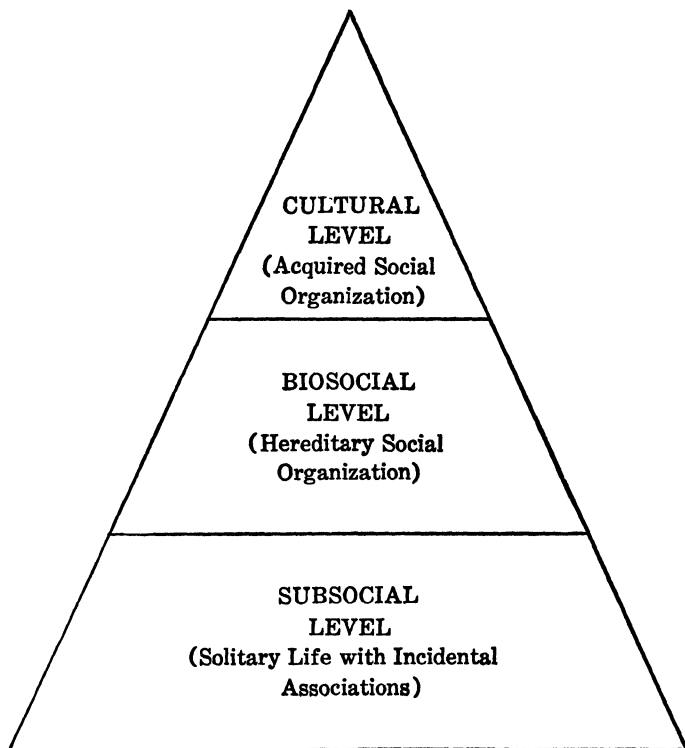 CULTURAL
LEVEL
(Acquired Social
Organization)
BIOSOCIAL
LEVEL
(Hereditary Social
Organization)
SUBSOCIAL
LEVEL
(Solitary Life with Incidental
Associations)